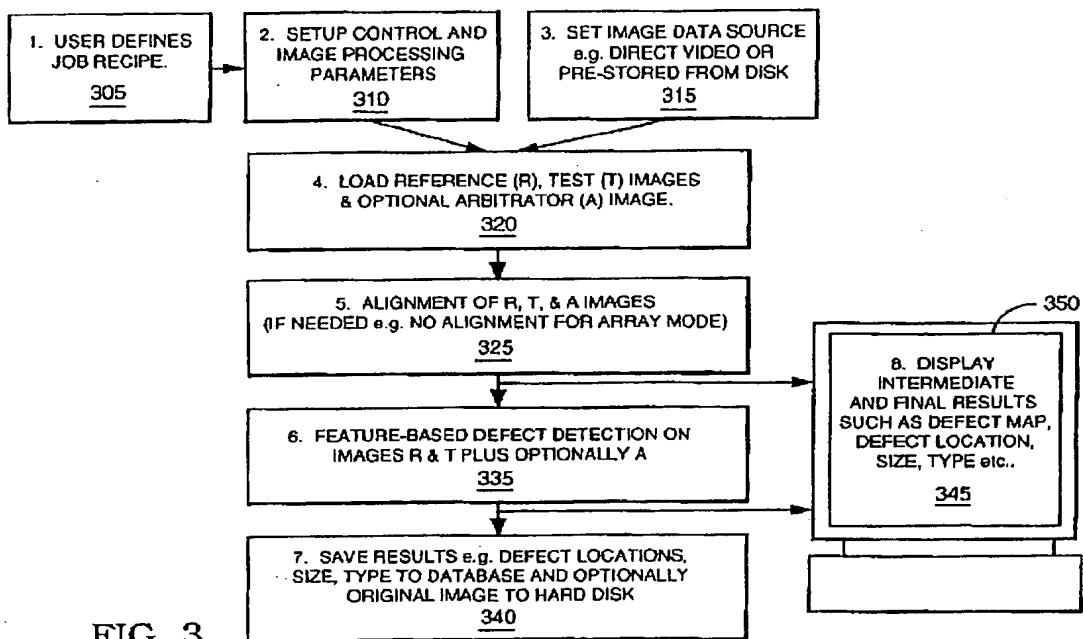 1. USER DEFINES
JOB RECIPE.
305
2. SETUP CONTROL AND
IMAGE PROCESSING
PARAMETERS
310
3. SET IMAGE DATA SOURCE
e.g. DIRECT VIDEO OR
PRE-STORED FROM DISK
315
4. LOAD REFERENCE (R), TEST (T) IMAGES
& OPTIONAL ARBITRATOR (A) IMAGE.
320
5. ALIGNMENT OF R, T, & A IMAGES
(IF NEEDED e.g. NO ALIGNMENT FOR ARRAY MODE)
325
6. FEATURE-BASED DEFECT DETECTION ON
IMAGES R & T PLUS OPTIONALLY A
335
7. SAVE RESULTS e.g. DEFECT LOCATIONS,
SIZE, TYPE TO DATABASE AND OPTIONALLY
ORIGINAL IMAGE TO HARD DISK
340
350
8. DISPLAY
INTERMEDIATE
AND FINAL RESULTS
SUCH AS DEFECT MAP,
DEFECT LOCATION,
SIZE, TYPE etc..
345
FIG. 3